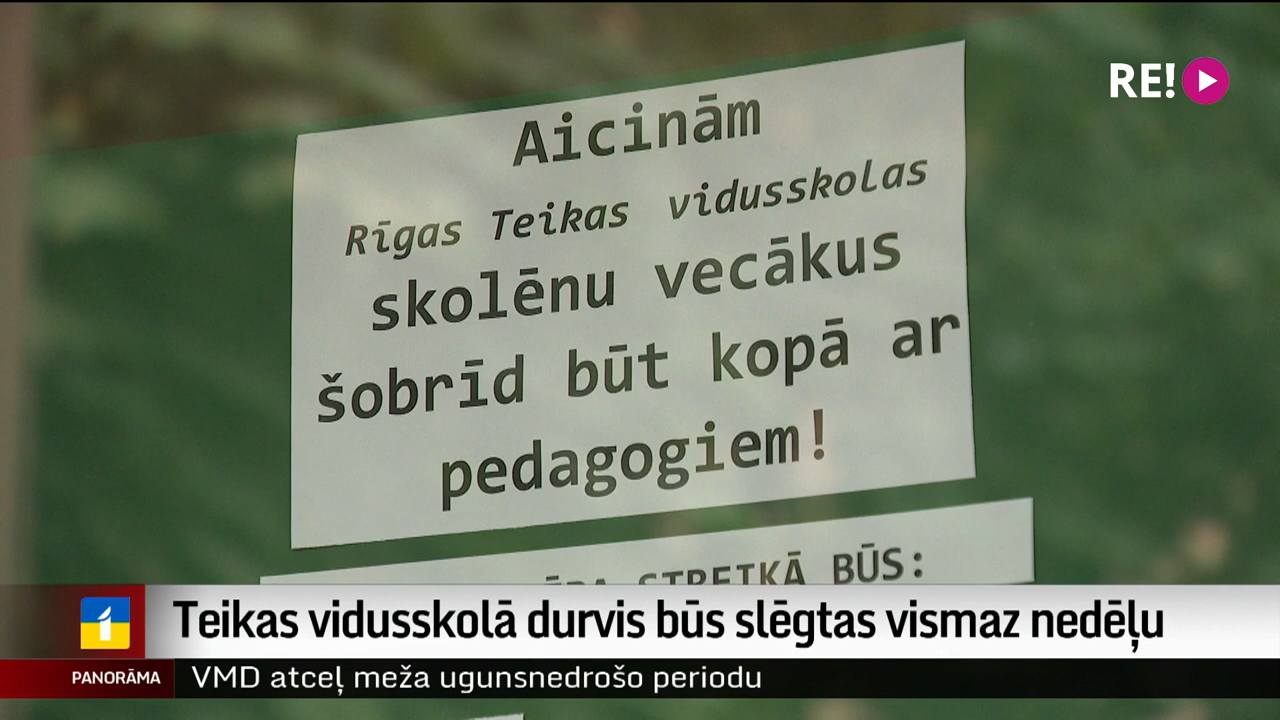 RE!
Aicinām
Rīgas Teikas vidusskolas
skolēnu vecākus
šobrīd būt kopā ar
pedagogiem!
BŪS:
1
Teikas vidusskolā durvis būs slēgtas vismaz nedēļu
PANORĀMA
VMD atceļ meža ugunsnedrošo periodu